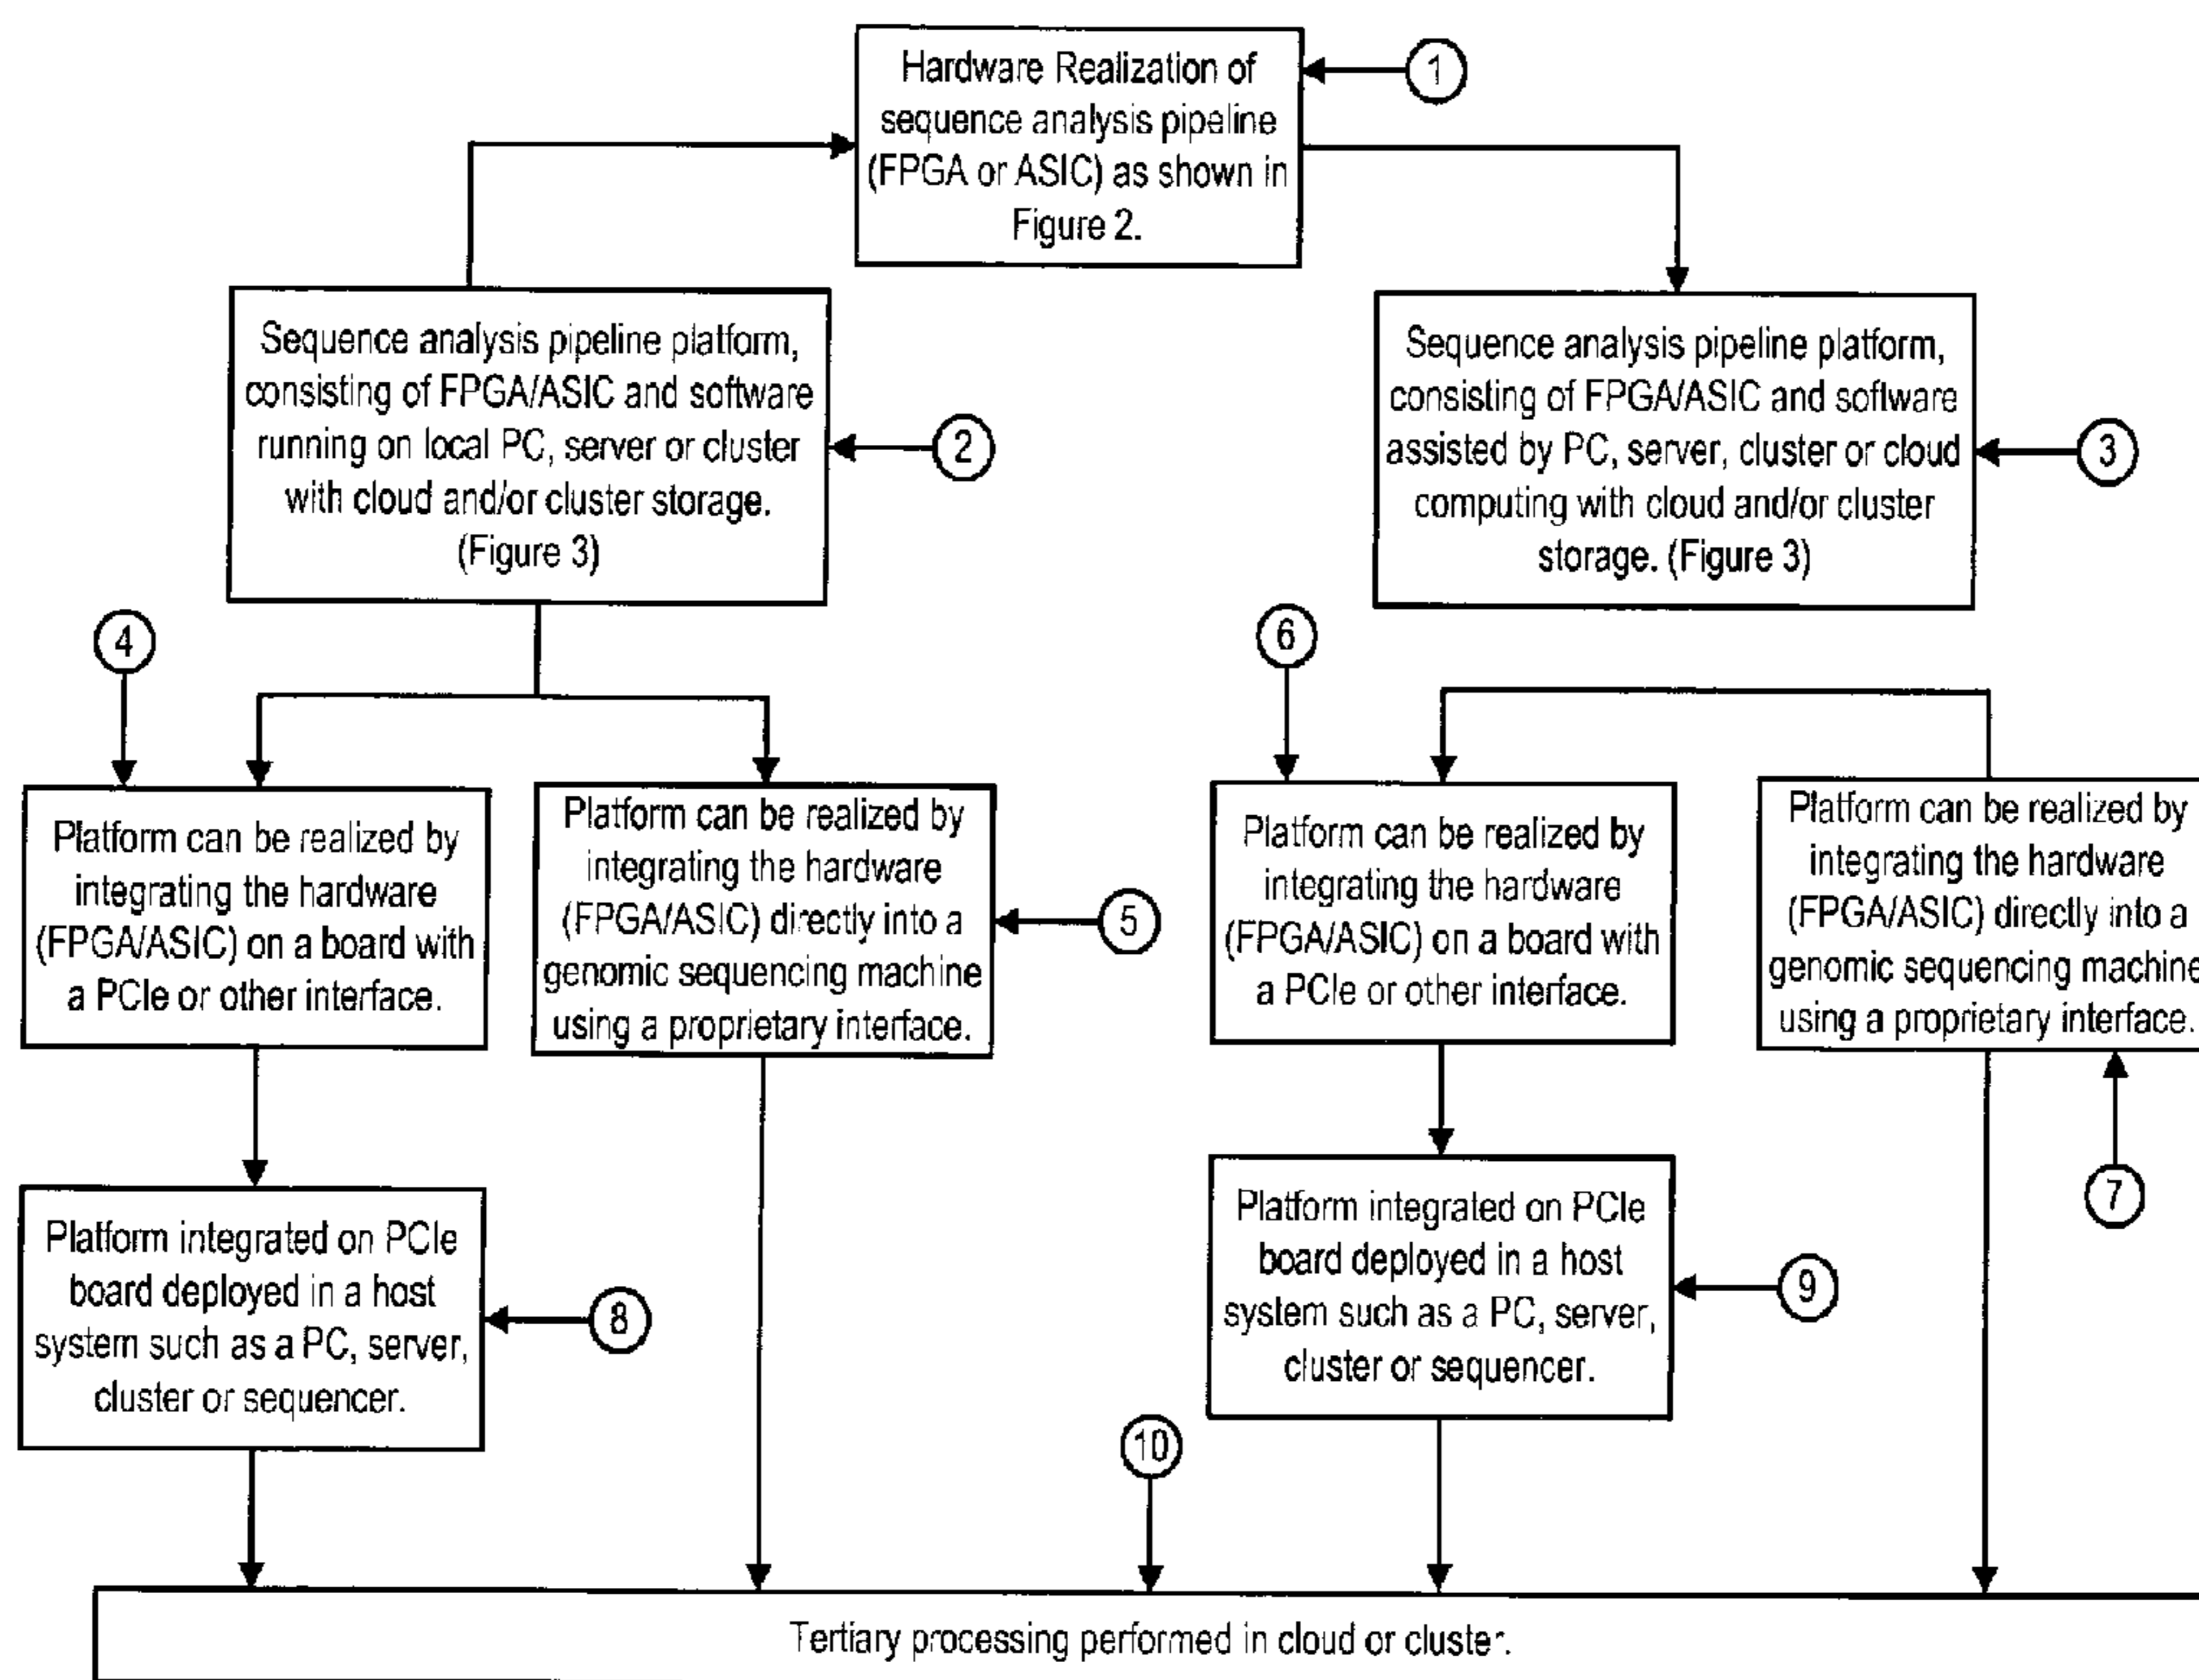 Hardware Realization of
sequence analysis pipeline
(FPGA or ASIC) as shown in
Figure 2.
1
Sequence analysis pipeline platform,
consisting of FPGA/ASIC and software
running on local PC, server or cluster
with cloud and/or cluster storage.
(Figure 3)
2
Sequence analysis pipeline platform,
consisting of FPGA/ASIC and software
assisted by PC, server, cluster or cloud
computing with cloud and/or cluster
storage. (Figure 3)
3
4
Platform can be realized by
integrating the hardware
(FPGA/ASIC) on a board with
a PCIe or other interface.
Platform can be realized by
integrating the hardware
(FPGA/ASIC) directly into a
genomic sequencing machine
using a proprietary interface.
5
6
Platform can be realized by
integrating the hardware
(FPGA/ASIC) on a board with
a PCIe or other interface.
Platform can be realized by
integrating the hardware
(FPGA/ASIC) directly into a
genomic sequencing machine
using a proprietary interface.
7
Platform integrated on PCIe
board deployed in a host
system such as a PC, server,
cluster or sequencer.
8
Platform integrated on PCIe
board deployed in a host
system such as a PC, server,
cluster or sequencer.
9
10
Tertiary processing performed in cloud or cluster.